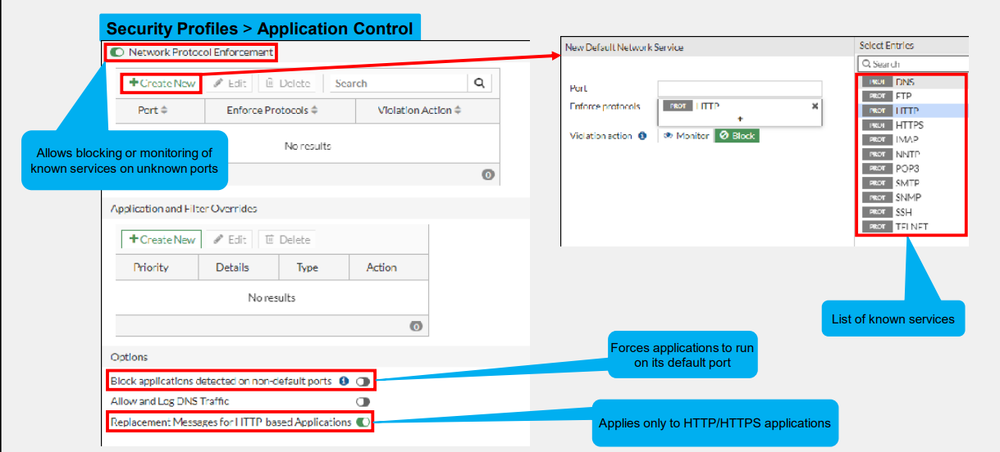 Security Profiles > Application Control
Network Protocol Enforcement
+ Create New Edit Delete Search
Port Enforce Protocols Violation Action
No results
0
Allows blocking or monitoring of
known services on unknown ports
Application and Filter Overrides
+ Create New Edit Delete
Priority Details Type Action
No results
0
Options
Block applications detected on non-default ports
Allow and Log DNS Traffic
Replacement Messages for HTTP-based Applications
New Default Network Service
Port
Enforce protocols PROT HTTP
+
Violation action Monitor Block
Select Entries
Search
PROT DNS
PROT FTP
PROT HTTP
PROT HTTPS
PROT IMAP
PROT NNTP
PROT POP3
PROT SMTP
PROT SNMP
PROT SSH
PROT TELNET
List of known services
Forces applications to run
on its default port
Applies only to HTTP/HTTPS applications